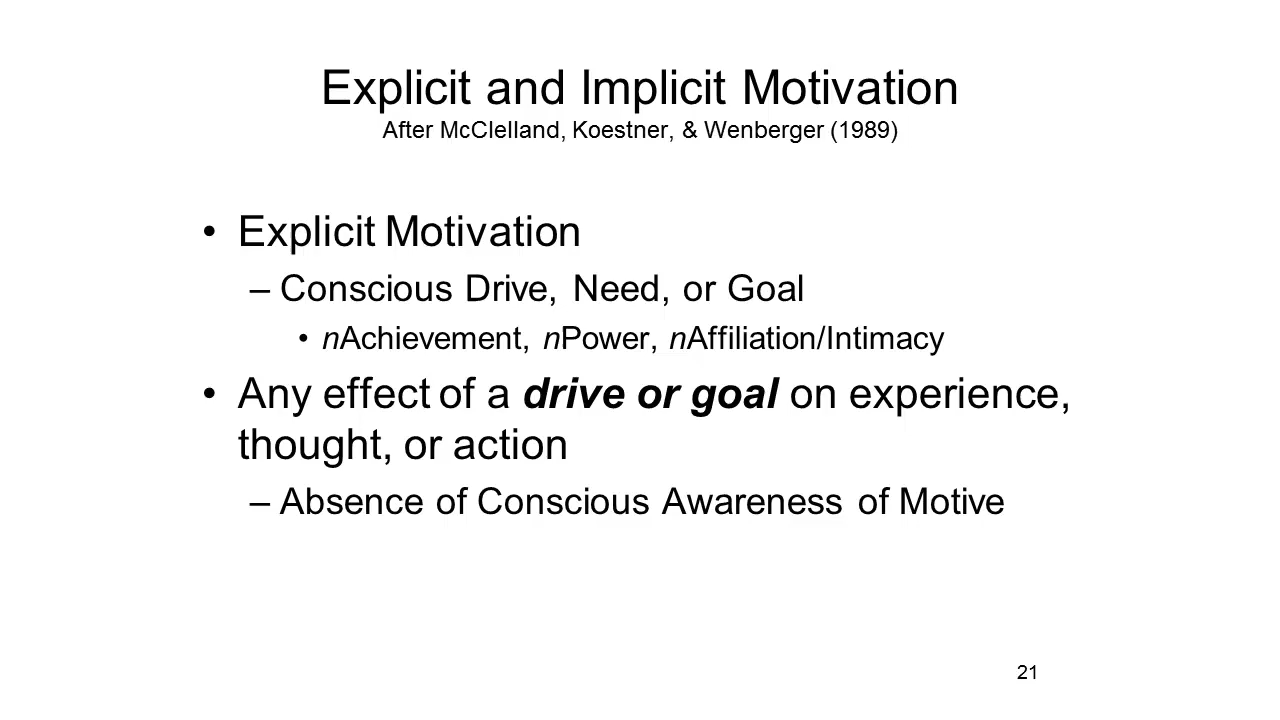 Explicit and Implicit Motivation
After McClelland, Koestner, & Wenberger (1989)
• Explicit Motivation
– Conscious Drive, Need, or Goal
• nAchievement, nPower, nAffiliation/Intimacy
• Any effect of a drive or goal on experience,
thought, or action
– Absence of Conscious Awareness of Motive
21